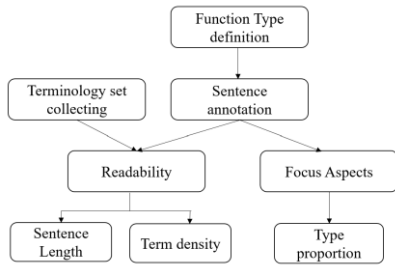 Function Type
definition
Terminology set
collecting
Sentence
annotation
Readability
Focus Aspects
Sentence
Length
Term density
Type
proportion